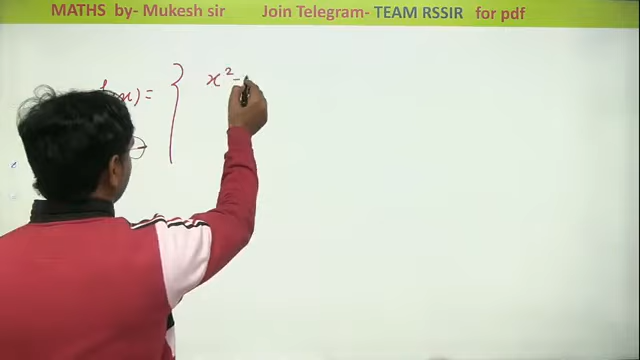 MATHS by- Mukesh sir Join Telegram- TEAM RSSIR for pdf
f(x) = { x² -